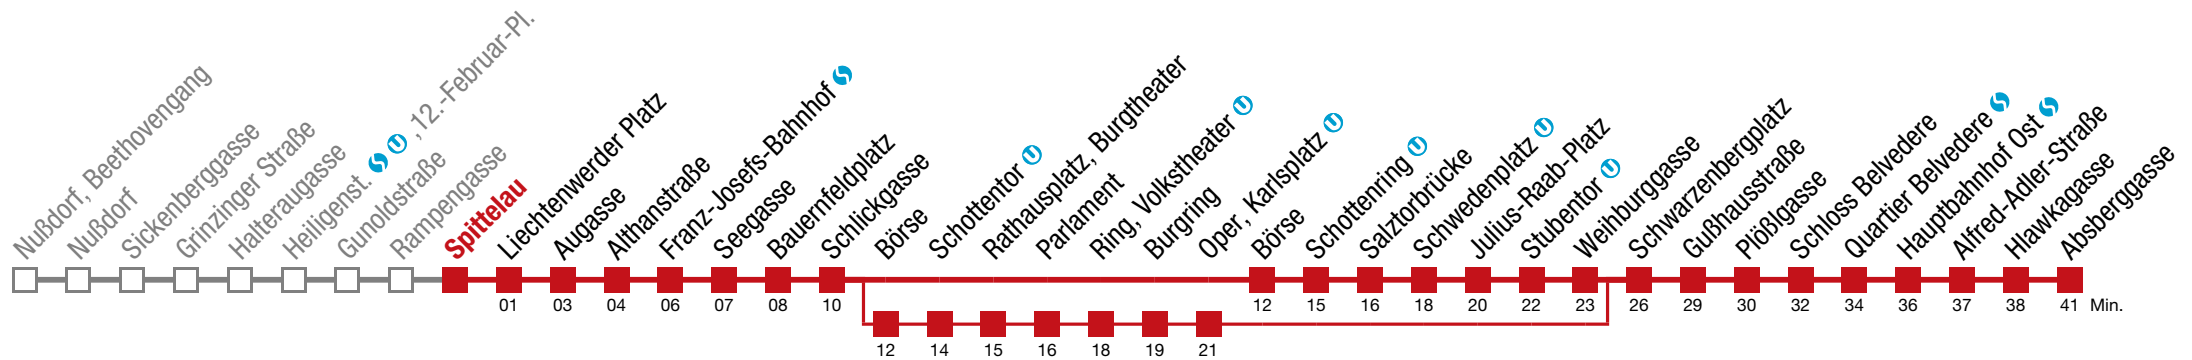 Nußdorf, Beethovengang
Nußdorf
Sickenberggasse
Grinzinger Straße
Halteraugasse
Heiligenst. S U , 12.-Februar-Pl.
Gunoldstraße
Rampengasse
Spittelau
Liechtenwerder Platz
Augasse
Althanstraße
Franz-Josefs-Bahnhof S
Seegasse
Bauernfeldplatz
Schlickgasse
Börse
Schottentor U
Rathausplatz, Burgtheater
Parlament
Ring, Volkstheater U
Burgring
Oper, Karlsplatz U
Börse
Schottenring U
Salztorbrücke
Schwedenplatz U
Julius-Raab-Platz
Stubentor U
Weihburggasse
Schwarzenbergplatz
Gußhausstraße
Plößlgasse
Schloss Belvedere
Quartier Belvedere S
Hauptbahnhof Ost S
Alfred-Adler-Straße
Hlawkagasse
Absberggasse
01 03 04 06 07 08 10 12 15 16 18 20 22 23 26 29 30 32 34 36 37 38 41 Min.
12 14 15 16 18 19 21